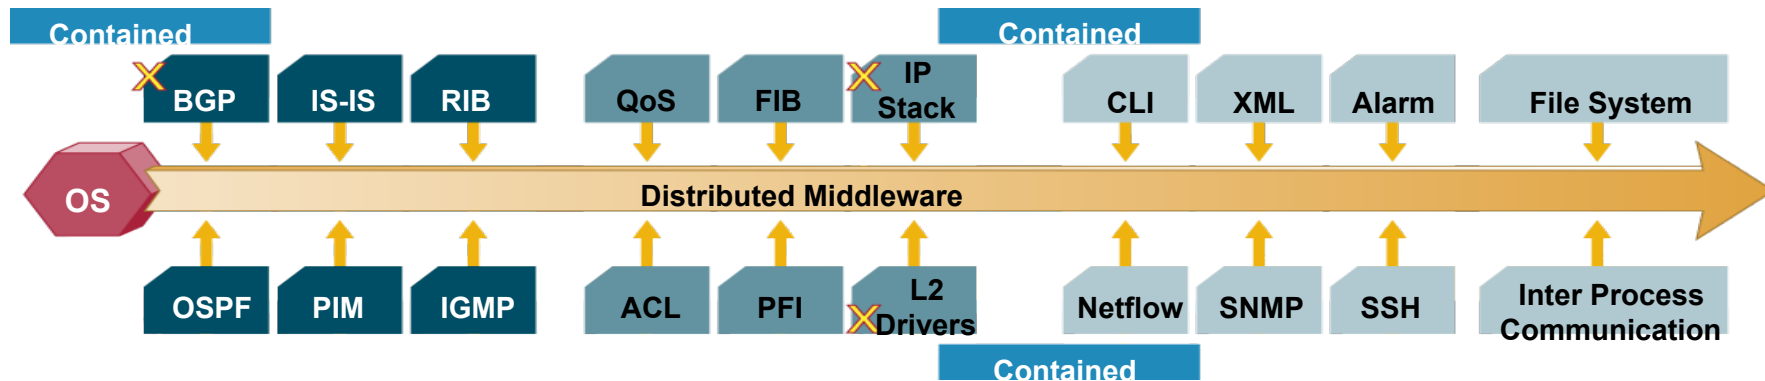 Contained
Contained
BGP
IS-IS
RIB
QoS
FIB
IP
Stack
CLI
XML
Alarm
File System
OS
Distributed Middleware
OSPF
PIM
IGMP
ACL
PFI
L2
Drivers
Netflow
SNMP
SSH
Inter Process
Communication
Contained